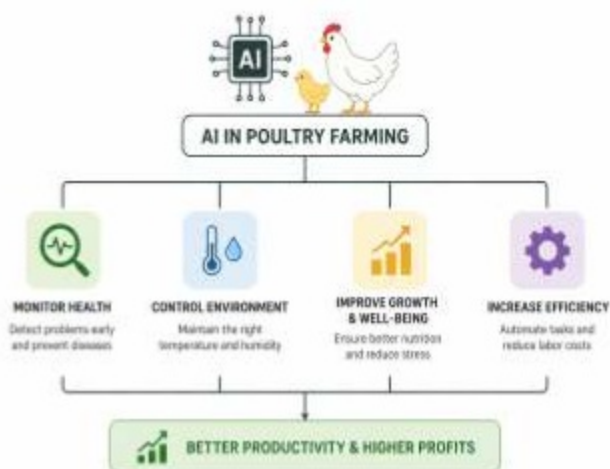 AI
AI IN POULTRY FARMING
MONITOR HEALTH
Detect problems early
and prevent diseases
CONTROL ENVIRONMENT
Maintain the right
temperature and humidity
IMPROVE GROWTH
& WELL-BEING
Ensure better nutrition
and reduce stress
INCREASE EFFICIENCY
Automate tasks and
reduce labor costs
BETTER PRODUCTIVITY & HIGHER PROFITS